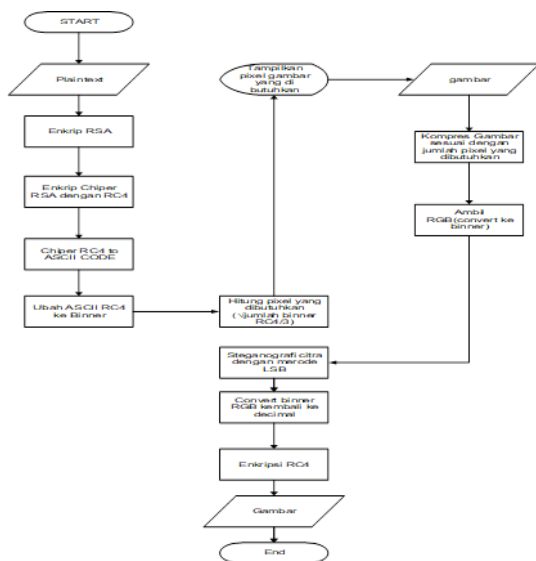 START
Plaintext
Enkrip RSA
Enkrip Chiper
RSA dengan RC4
Chiper RC4 to
ASCII CODE
Ubah ASCII RC4
ke Binner
Hitung pixel yang
dibutuhkan
(√jumlah binner
RC4/3)
Tampilkan
pixel gambar
yang di
butuhkan
gambar
Kompres Gambar
sesuai dengan
jumlah pixel yang
dibutuhkan
Ambil
RGB(convert ke
binner)
Steganografi citra
dengan merode
LSB
Convert binner
RGB kembali ke
decimal
Enkripsi RC4
Gambar
End